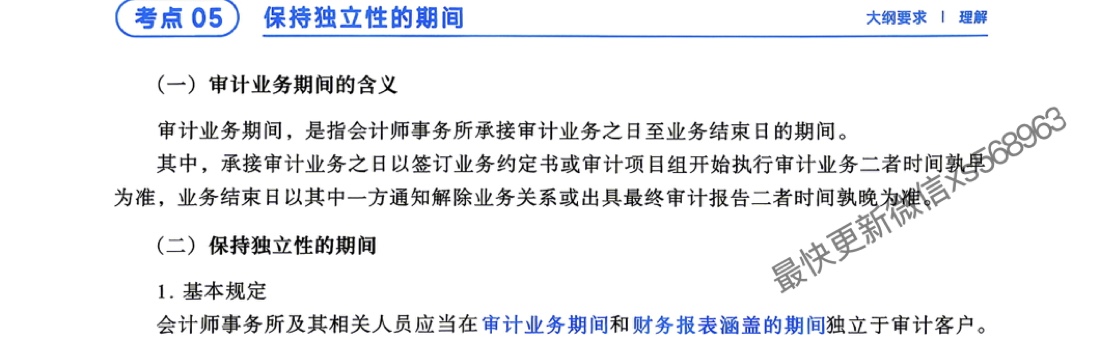 考点 05 保持独立性的期间 大纲要求 | 理解
（一）审计业务期间的含义
审计业务期间，是指会计师事务所承接审计业务之日至业务结束日的期间。
其中，承接审计业务之日以签订业务约定书或审计项目组开始执行审计业务二者时间孰早
为准，业务结束日以其中一方通知解除业务关系或出具最终审计报告二者时间孰晚为准。
（二）保持独立性的期间
1. 基本规定
会计师事务所及其相关人员应当在审计业务期间和财务报表涵盖的期间独立于审计客户。
最快更新微信x5568963